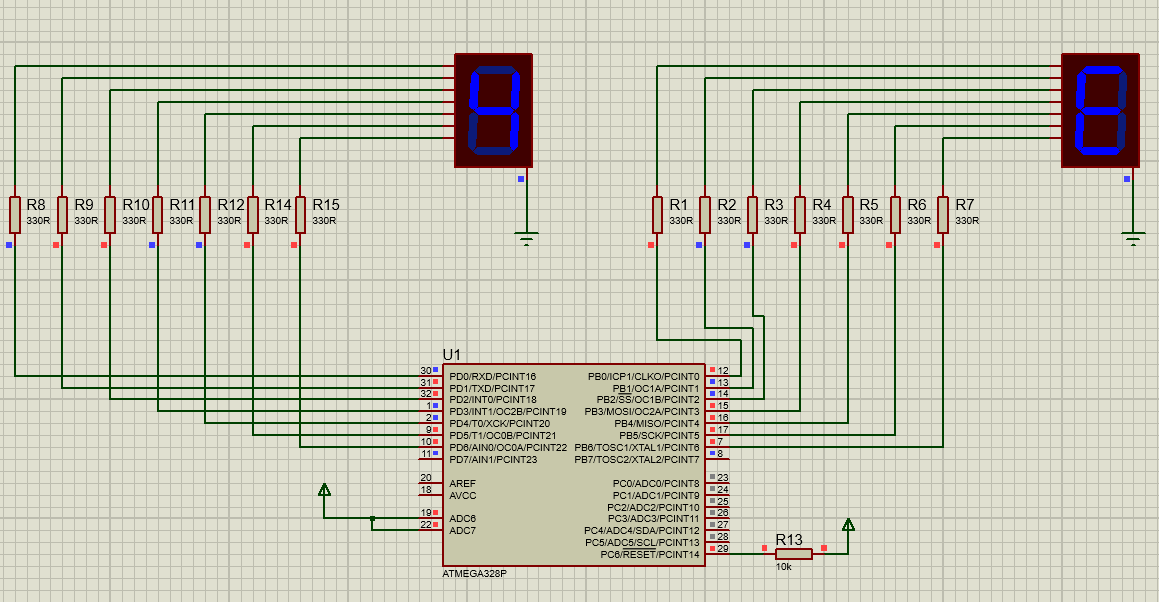 R8 R9 R10 R11 R12 R14 R15 R1 R2 R3 R4 R5 R6 R7
330R 330R 330R 330R 330R 330R 330R 330R 330R 330R 330R 330R 330R 330R
U1
30 PD0/RXD/PCINT16 PB0/ICP1/CLKO/PCINT0 12
31 PD1/TXD/PCINT17 PB1/OC1A/PCINT1 13
32 PD2/INT0/PCINT18 PB2/SS/OC1B/PCINT2 14
1 PD3/INT1/OC2B/PCINT19 PB3/MOSI/OC2A/PCINT3 15
2 PD4/T0/XCK/PCINT20 PB4/MISO/PCINT4 16
9 PD5/T1/OC0B/PCINT21 PB5/SCK/PCINT5 17
10 PD6/AIN0/OC0A/PCINT22 PB6/TOSC1/XTAL1/PCINT6 7
11 PD7/AIN1/PCINT23 PB7/TOSC2/XTAL2/PCINT7 8
20 AREF PC0/ADC0/PCINT8 23
18 AVCC PC1/ADC1/PCINT9 24
PC2/ADC2/PCINT10 25
19 ADC6 PC3/ADC3/PCINT11 26
22 ADC7 PC4/ADC4/SDA/PCINT12 27
PC5/ADC5/SCL/PCINT13 28
PC6/RESET/PCINT14 29
R13
10k
ATMEGA328P